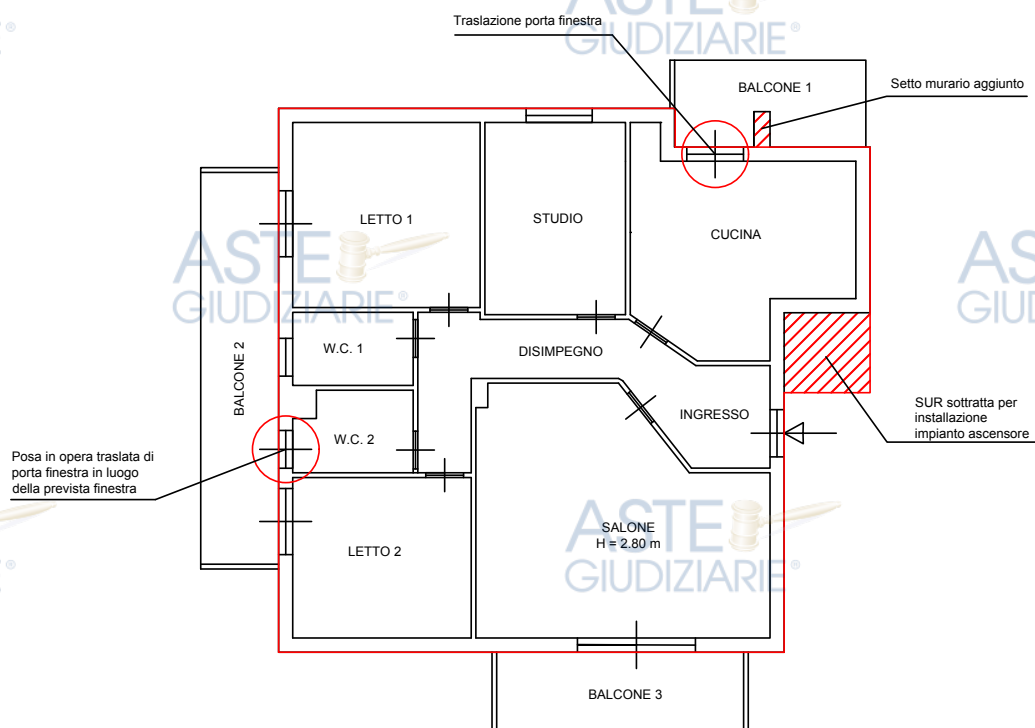 ASTE
GIUDIZIARIE®
Traslazione porta finestra
BALCONE 1
Setto murario aggiunto
LETTO 1
STUDIO
CUCINA
ASTE
GIUDIZIARIE®
W.C. 1
DISIMPEGNO
BALCONE 2
INGRESSO
SUR sottratta per
installazione
impianto ascensore
W.C. 2
Posa in opera traslata di
porta finestra in luogo
della prevista finestra
LETTO 2
ASTE
SALONE
H = 2.80 m
GIUDIZIARIE®
BALCONE 3